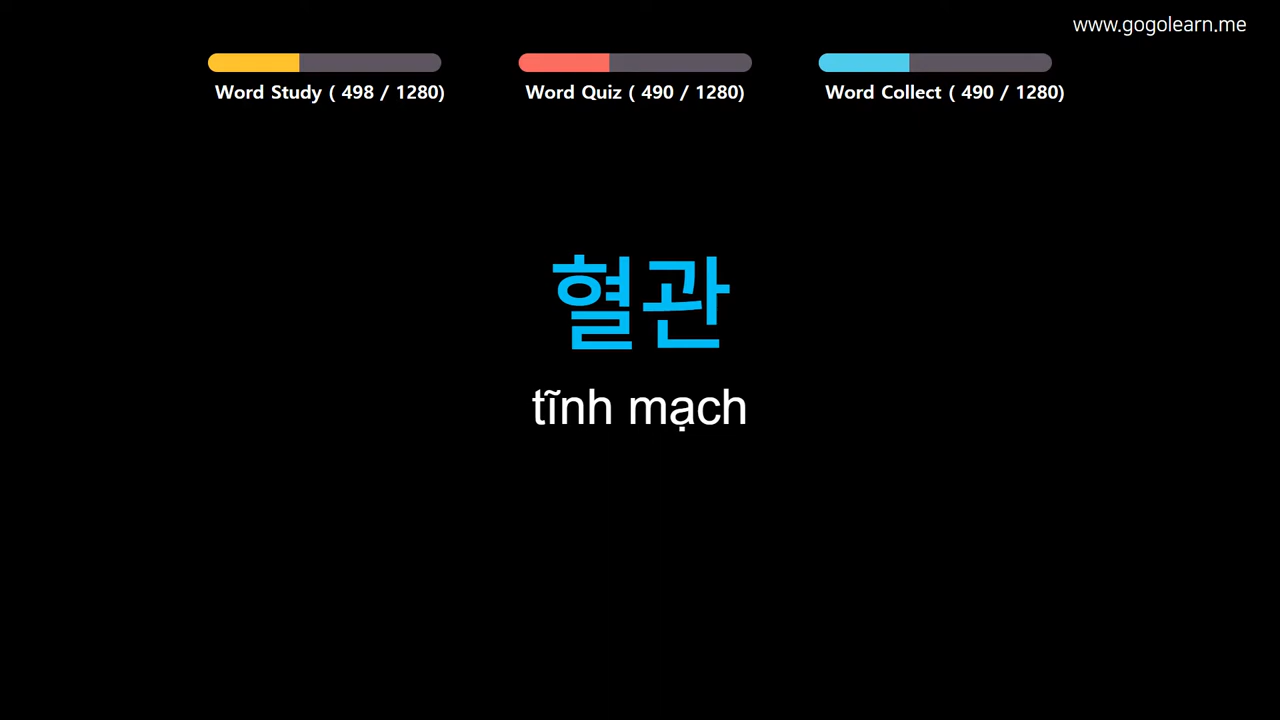 www.gogolearn.me
Word Study ( 498 / 1280)
Word Quiz ( 490 / 1280)
Word Collect ( 490 / 1280)
혈관
tĩnh mạch